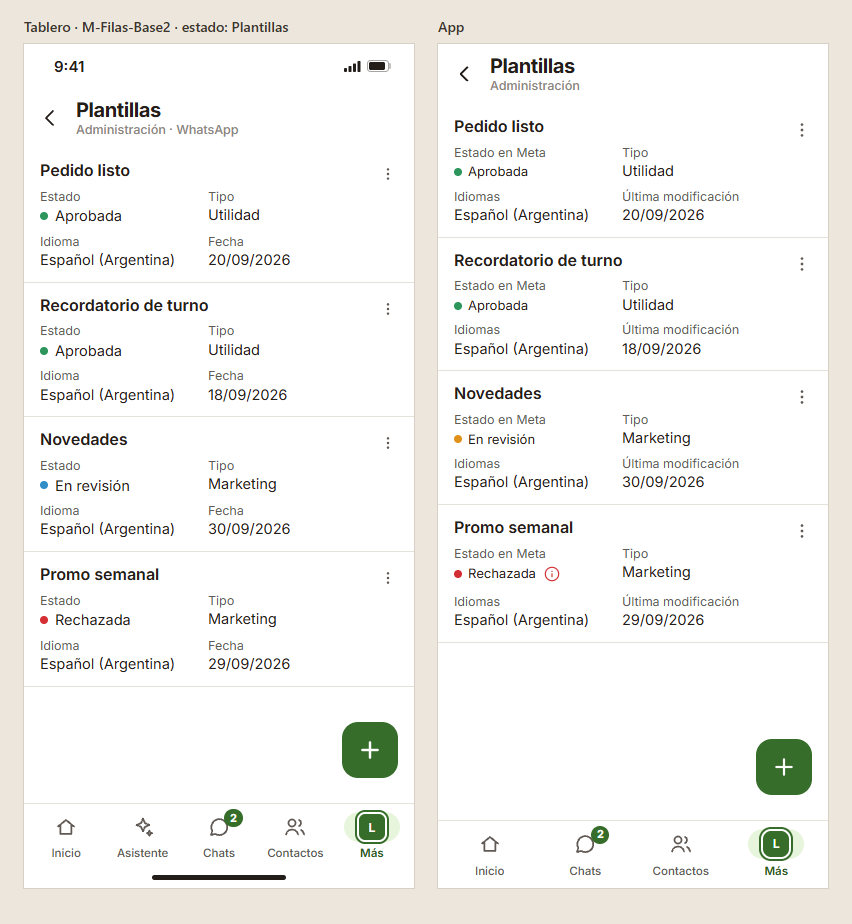 Tablero · M-Filas-Base2 · estado: Plantillas
9:41
Plantillas
Administración · WhatsApp
Pedido listo
Estado Tipo
Aprobada Utilidad
Idioma Fecha
Español (Argentina) 20/09/2026
Recordatorio de turno
Estado Tipo
Aprobada Utilidad
Idioma Fecha
Español (Argentina) 18/09/2026
Novedades
Estado Tipo
En revisión Marketing
Idioma Fecha
Español (Argentina) 30/09/2026
Promo semanal
Estado Tipo
Rechazada Marketing
Idioma Fecha
Español (Argentina) 29/09/2026
2
L
Inicio Asistente Chats Contactos Más
App
Plantillas
Administración
Pedido listo
Estado en Meta Tipo
Aprobada Utilidad
Idiomas Última modificación
Español (Argentina) 20/09/2026
Recordatorio de turno
Estado en Meta Tipo
Aprobada Utilidad
Idiomas Última modificación
Español (Argentina) 18/09/2026
Novedades
Estado en Meta Tipo
En revisión Marketing
Idiomas Última modificación
Español (Argentina) 30/09/2026
Promo semanal
Estado en Meta Tipo
Rechazada Marketing
Idiomas Última modificación
Español (Argentina) 29/09/2026
2
L
Inicio Chats Contactos Más